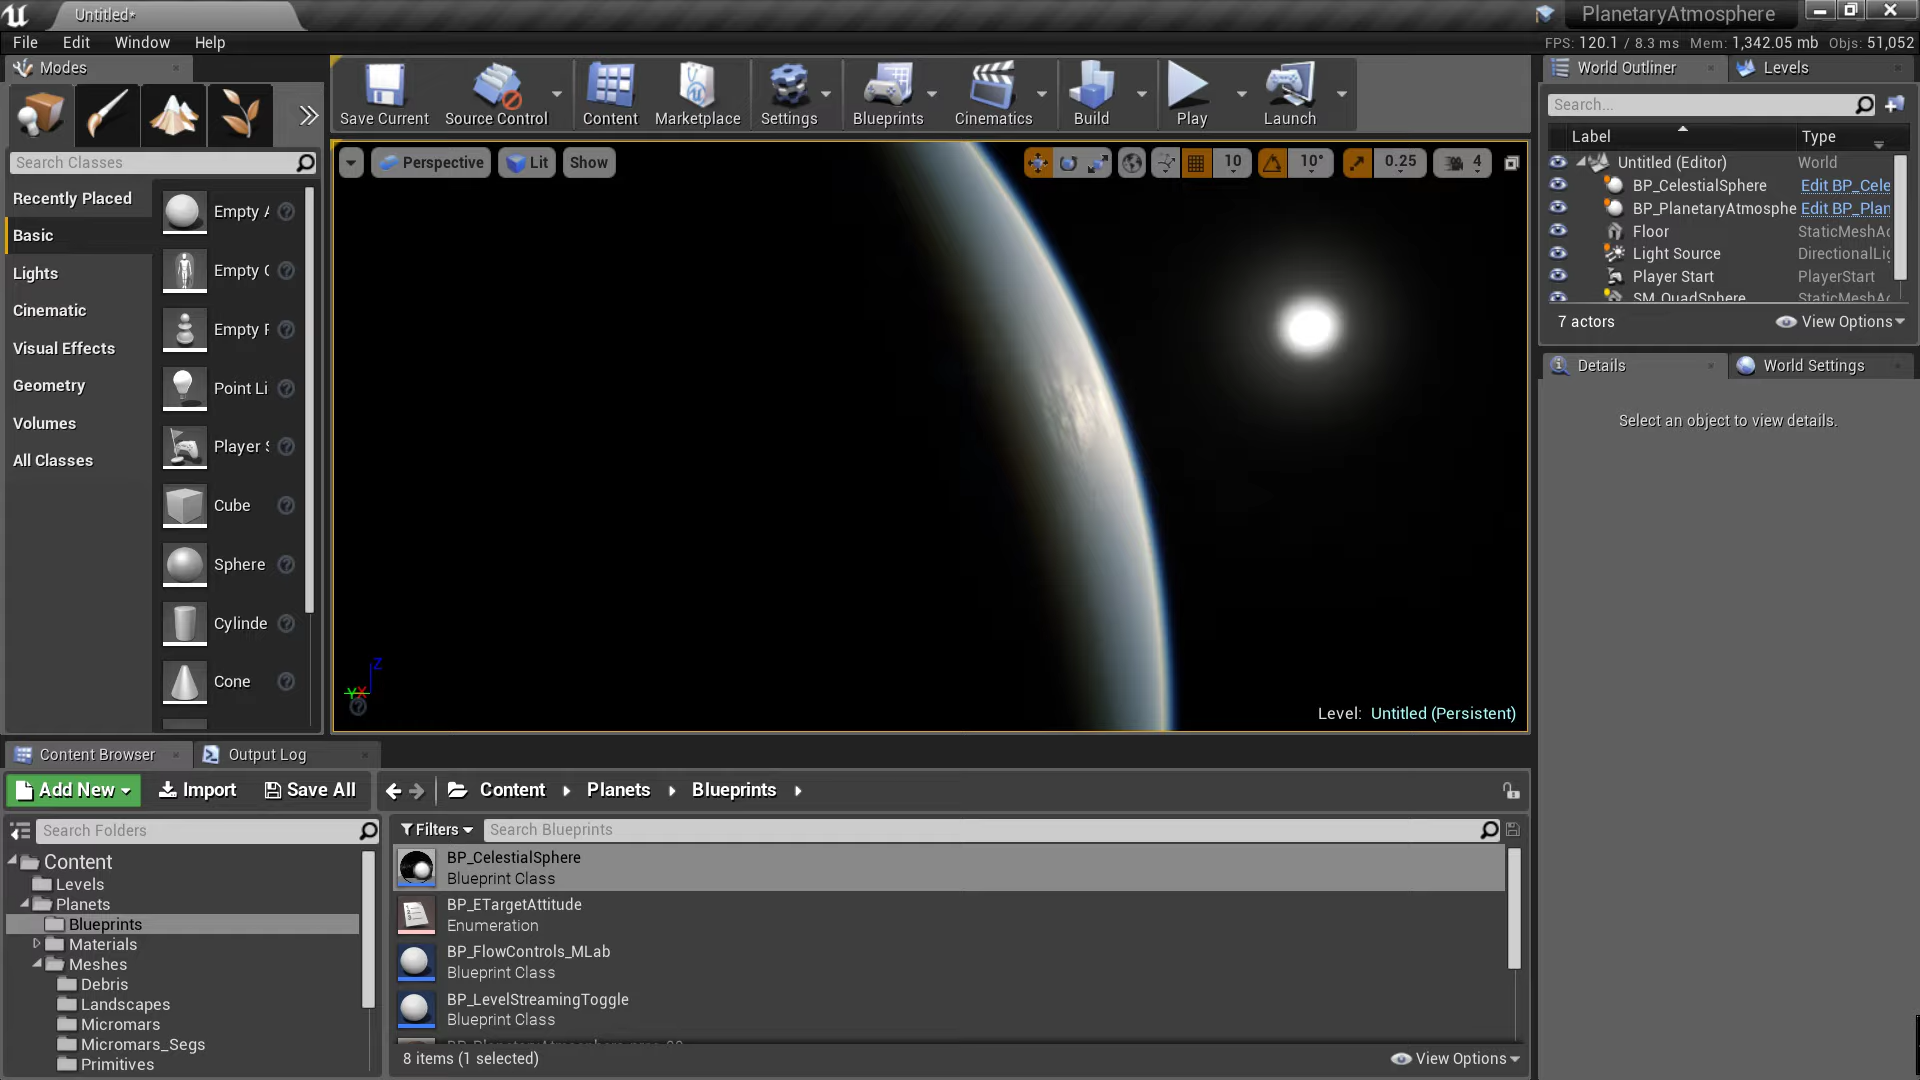 Untitled*
PlanetaryAtmosphere
File Edit Window Help
FPS: 120.1 / 8.3 ms Mem: 1,342.05 mb Objs: 51,052
Modes
Save Current
Source Control
Content
Marketplace
Settings
Blueprints
Cinematics
Build
Play
Launch
Search Classes
Recently Placed
Basic
Lights
Cinematic
Visual Effects
Geometry
Volumes
All Classes
Empty A
Empty C
Empty P
Point Li
Player S
Cube
Sphere
Cylinde
Cone
Perspective
Lit
Show
10
10°
0.25
4
Z
Y X
Level: Untitled (Persistent)
World Outliner
Levels
Search...
Label Type
Untitled (Editor) World
BP_CelestialSphere Edit BP_Cele
BP_PlanetaryAtmosphe Edit BP_Plan
Floor StaticMeshAc
Light Source DirectionalLig
Player Start PlayerStart
SM_QuadSphere StaticMeshAc
7 actors
View Options
Details
World Settings
Select an object to view details.
Content Browser
Output Log
Add New
Import
Save All
Content
Planets
Blueprints
Search Folders
Filters
Search Blueprints
Content
Levels
Planets
Blueprints
Materials
Meshes
Debris
Landscapes
Micromars
Micromars_Segs
Primitives
BP_CelestialSphere
Blueprint Class
BP_ETargetAttitude
Enumeration
BP_FlowControls_MLab
Blueprint Class
BP_LevelStreamingToggle
Blueprint Class
8 items (1 selected)
View Options